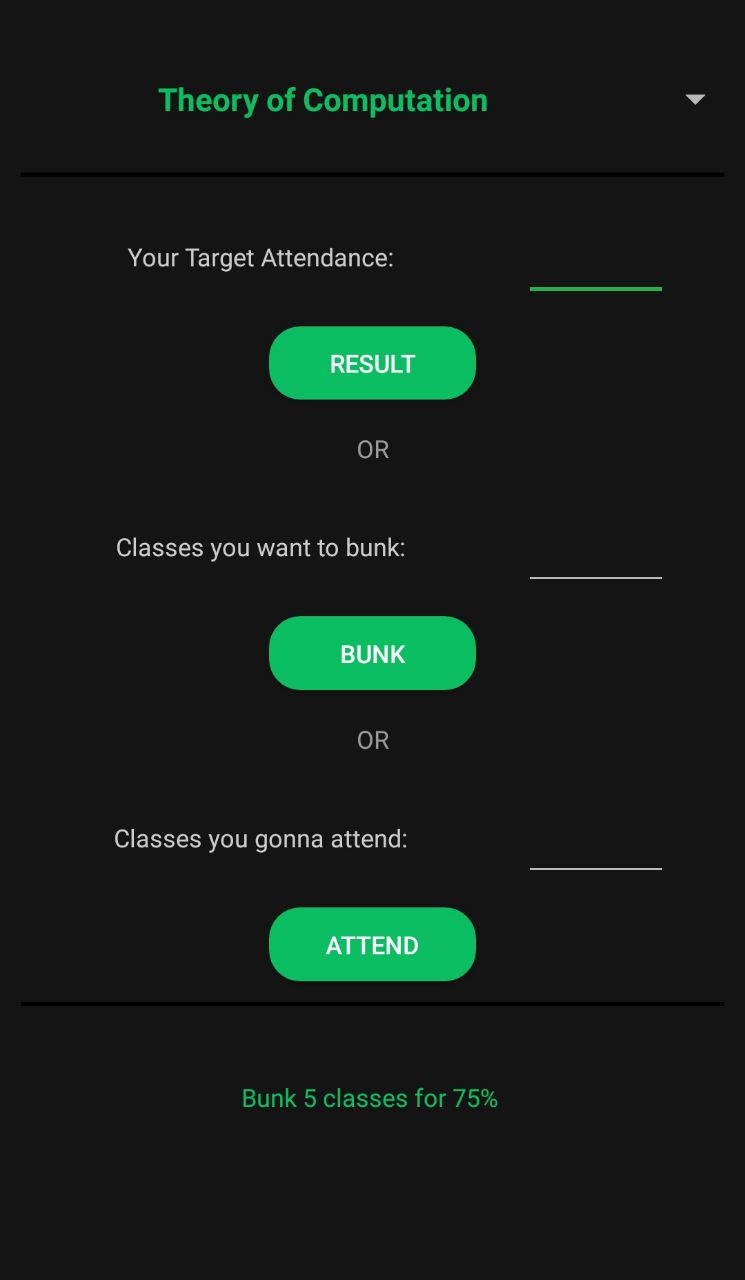 Theory of Computation
Your Target Attendance:
RESULT
OR
Classes you want to bunk:
BUNK
OR
Classes you gonna attend:
ATTEND
Bunk 5 classes for 75%